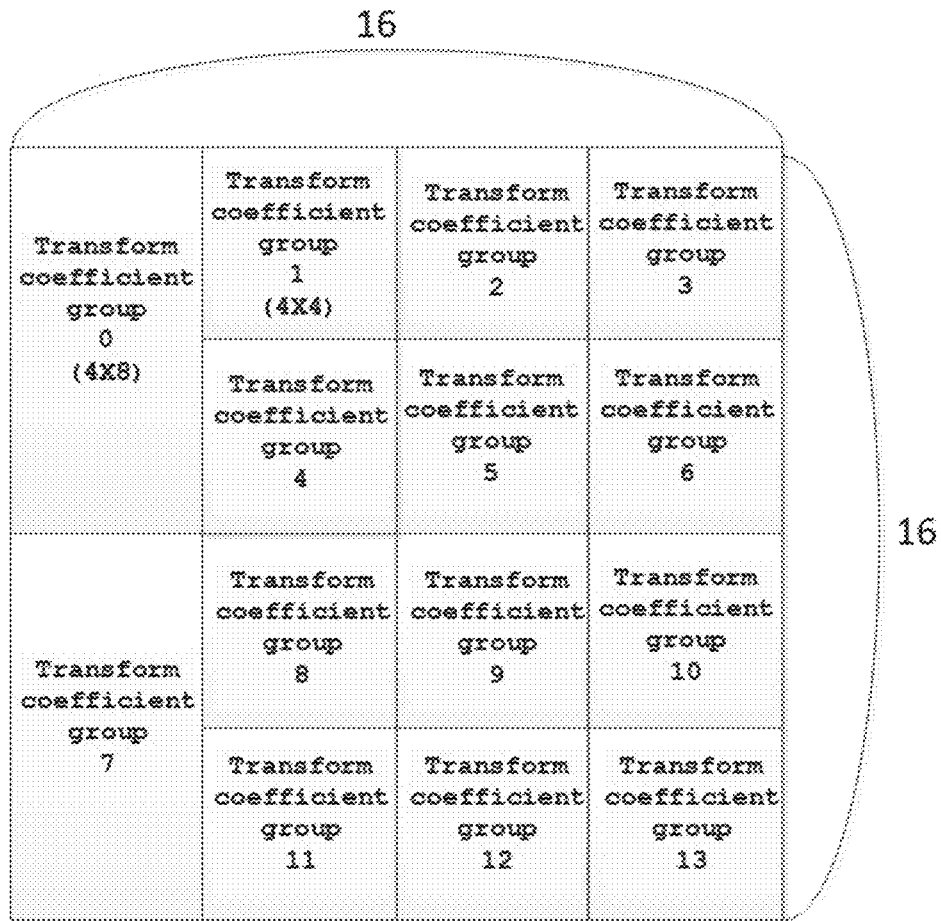 16
Transform
coefficient
group
0
(4X8)
Transform
coefficient
group
1
(4X4)
Transform
coefficient
group
2
Transform
coefficient
group
3
Transform
coefficient
group
4
Transform
coefficient
group
5
Transform
coefficient
group
6
16
Transform
coefficient
group
7
Transform
coefficient
group
8
Transform
coefficient
group
9
Transform
coefficient
group
10
Transform
coefficient
group
11
Transform
coefficient
group
12
Transform
coefficient
group
13